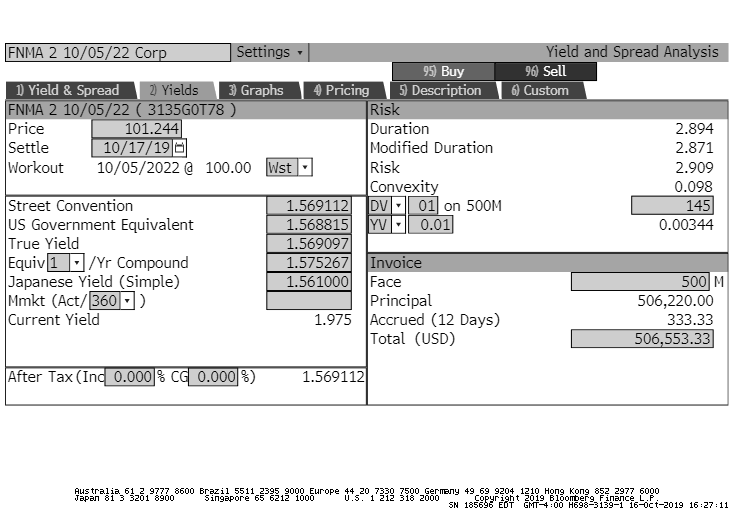 FNMA 2 10/05/22 Corp Settings Yield and Spread Analysis
95) Buy 96) Sell
1) Yield & Spread 2) Yields 3) Graphs 4) Pricing 5) Description 6) Custom
FNMA 2 10/05/22 ( 3135G0T78 ) Risk
Price 101.244 Duration 2.894
Settle 10/17/19 Modified Duration 2.871
Workout 10/05/2022 @ 100.00 Wst Risk 2.909
Convexity 0.098
Street Convention 1.569112 DV 01 on 500M 145
US Government Equivalent 1.568815 YV 0.01 0.00344
True Yield 1.569097
Equiv 1 /Yr Compound 1.575267 Invoice
Japanese Yield (Simple) 1.561000 Face 500 M
Mmkt (Act/ 360 ) Principal 506,220.00
Current Yield 1.975 Accrued (12 Days) 333.33
Total (USD) 506,553.33
After Tax (Inc 0.000 % CG 0.000 %) 1.569112
Australia 61 2 9777 8600 Brazil 5511 2395 9000 Europe 44 20 7330 7500 Germany 49 69 9204 1210 Hong Kong 852 2977 6000
Japan 81 3 3201 8900 Singapore 65 6212 1000 U.S. 1 212 318 2000 Copyright 2019 Bloomberg Finance L.P.
SN 185696 EDT GMT-4:00 H698-3139-1 16-Oct-2019 16:27:11